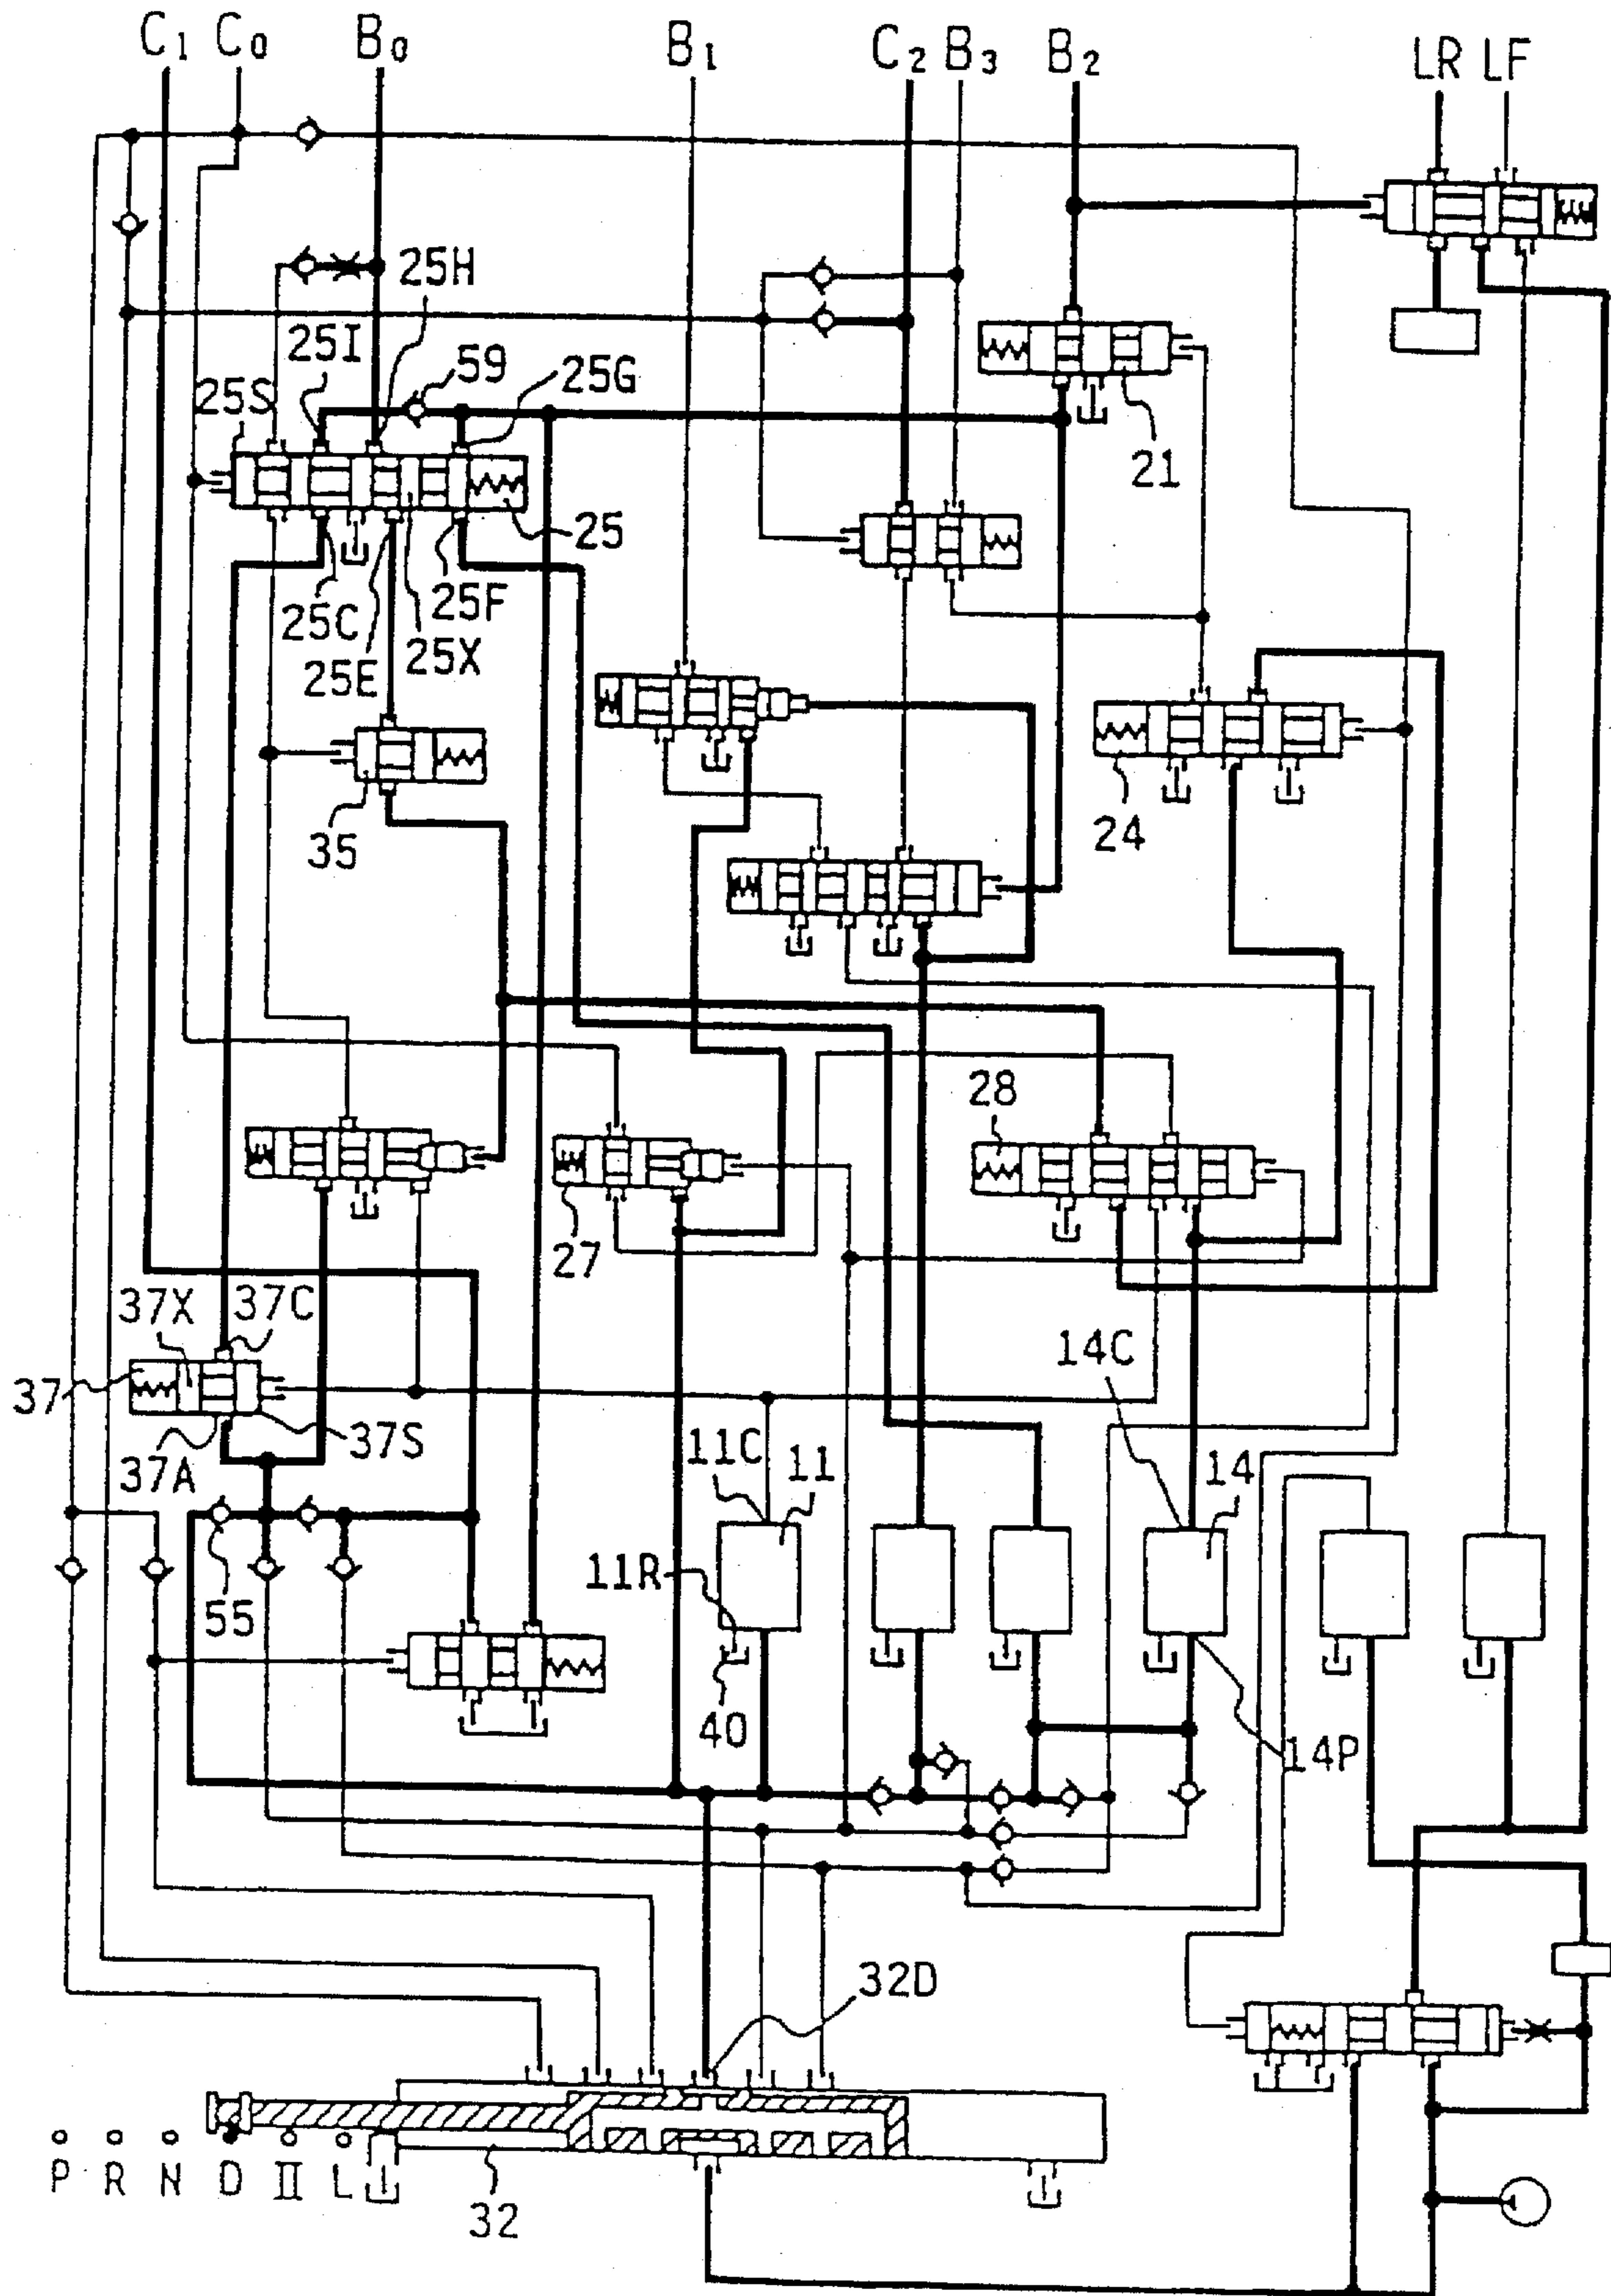 C₁ C₀ B₀ B₁ C₂ B₃ B₂ LR LF
25H
25I 59 25G
25S
21
25
25C 25F
25E 25X
35
24
28
27
37X 37C
37 14C
37S 11C 11 14
37A
11R
55
40
14P
32D
P R N D II L
32